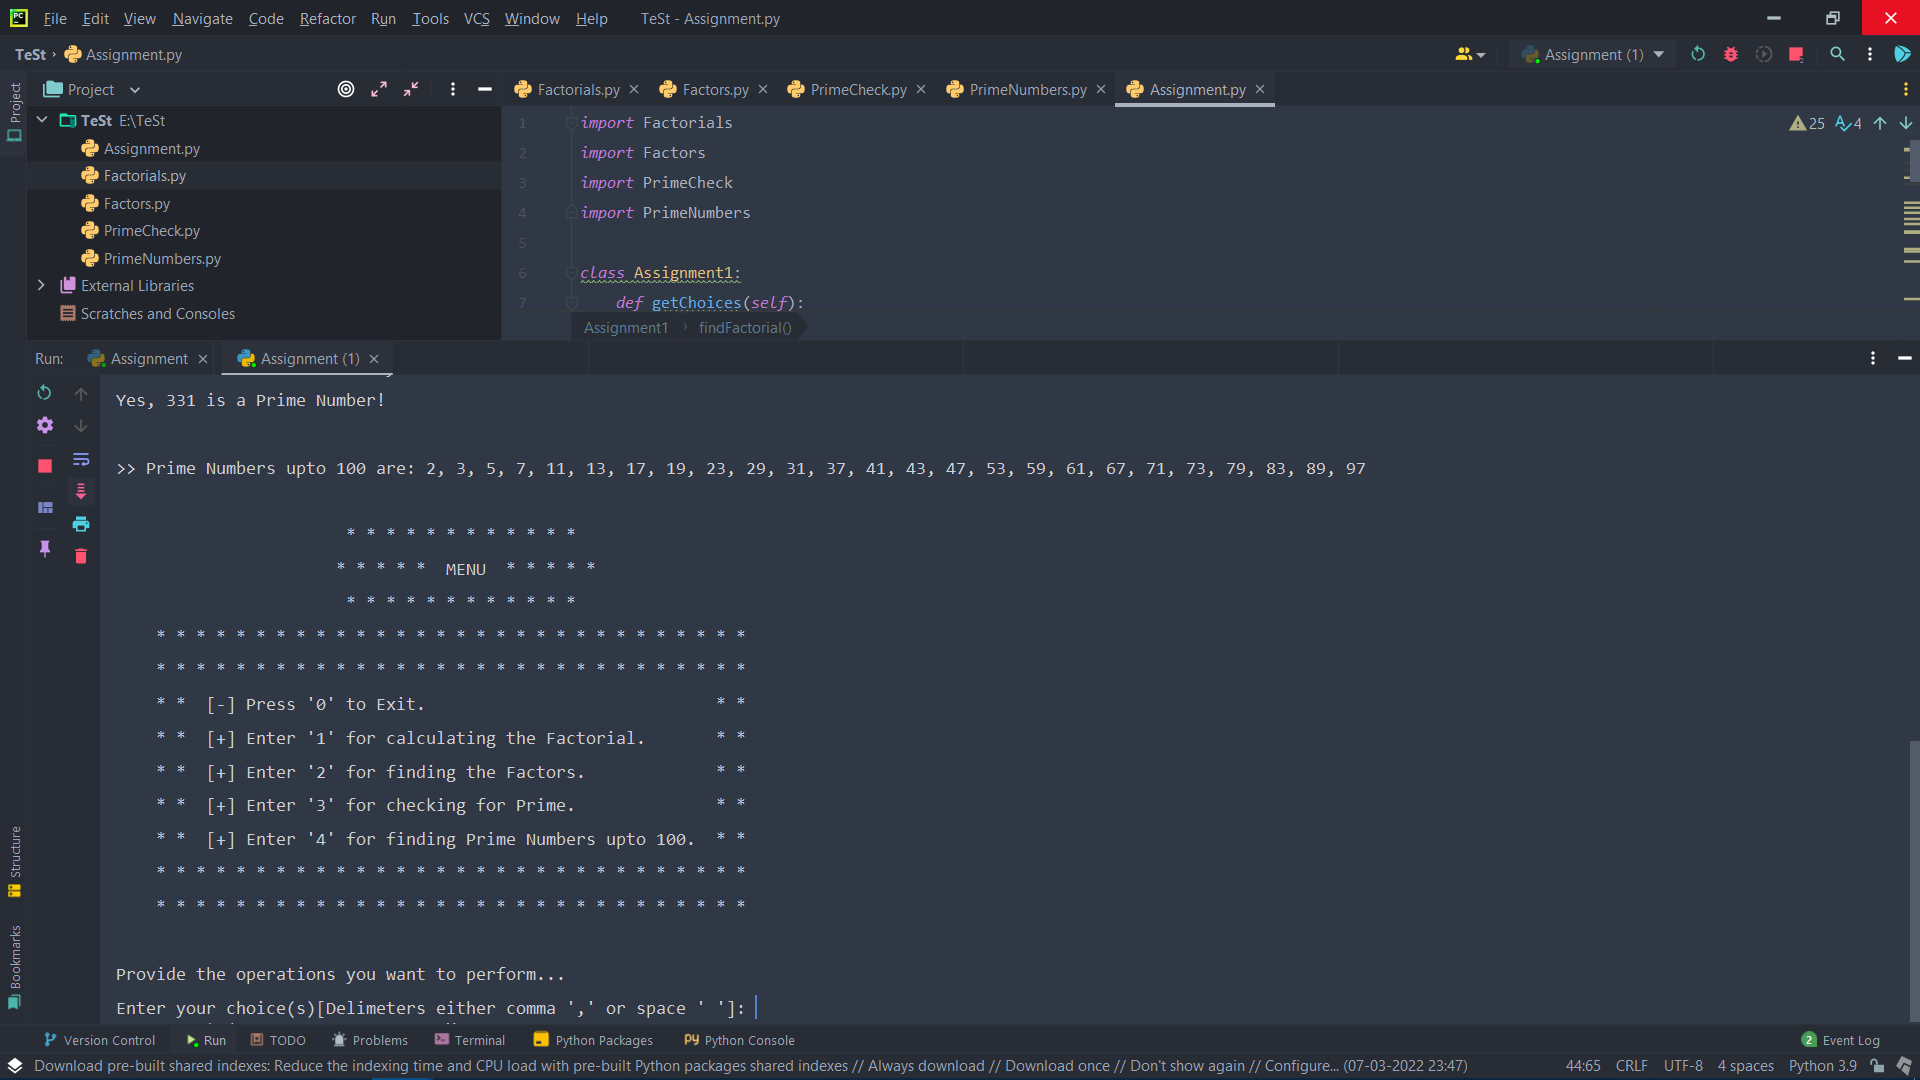 File Edit View Navigate Code Refactor Run Tools VCS Window Help TeSt - Assignment.py
TeSt › Assignment.py Assignment (1)
Project Factorials.py Factors.py PrimeCheck.py PrimeNumbers.py Assignment.py
Project
TeSt E:\TeSt
Assignment.py
Factorials.py
Factors.py
PrimeCheck.py
PrimeNumbers.py
External Libraries
Scratches and Consoles
1 import Factorials
2 import Factors
3 import PrimeCheck
4 import PrimeNumbers
5
6 class Assignment1:
7 def getChoices(self):
25 4
Assignment1 › findFactorial()
Run: Assignment Assignment (1)
Yes, 331 is a Prime Number!
>> Prime Numbers upto 100 are: 2, 3, 5, 7, 11, 13, 17, 19, 23, 29, 31, 37, 41, 43, 47, 53, 59, 61, 67, 71, 73, 79, 83, 89, 97
* * * * * * * * * * * *
* * * * *  MENU  * * * * *
* * * * * * * * * * * *
* * * * * * * * * * * * * * * * * * * * * * * * * * * * * *
* * * * * * * * * * * * * * * * * * * * * * * * * * * * * *
* *  [-] Press '0' to Exit.  * *
* *  [+] Enter '1' for calculating the Factorial.  * *
* *  [+] Enter '2' for finding the Factors.  * *
* *  [+] Enter '3' for checking for Prime.  * *
* *  [+] Enter '4' for finding Prime Numbers upto 100.  * *
* * * * * * * * * * * * * * * * * * * * * * * * * * * * * *
* * * * * * * * * * * * * * * * * * * * * * * * * * * * * *
Provide the operations you want to perform...
Enter your choice(s)[Delimeters either comma ',' or space ' ']:
Structure
Bookmarks
Version Control Run TODO Problems Terminal Python Packages Python Console 2 Event Log
Download pre-built shared indexes: Reduce the indexing time and CPU load with pre-built Python packages shared indexes // Always download // Download once // Don't show again // Configure... (07-03-2022 23:47) 44:65 CRLF UTF-8 4 spaces Python 3.9